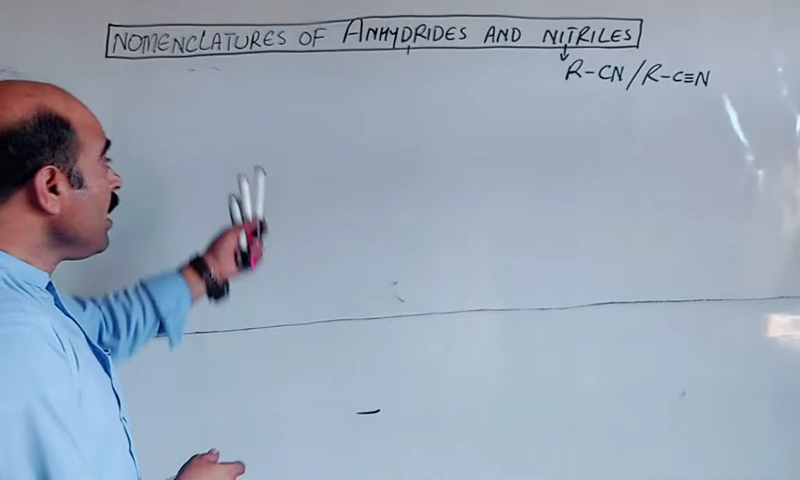 NOMENCLATURES OF ANHYDRIDES AND NITRILES
R-CN/R-C≡N